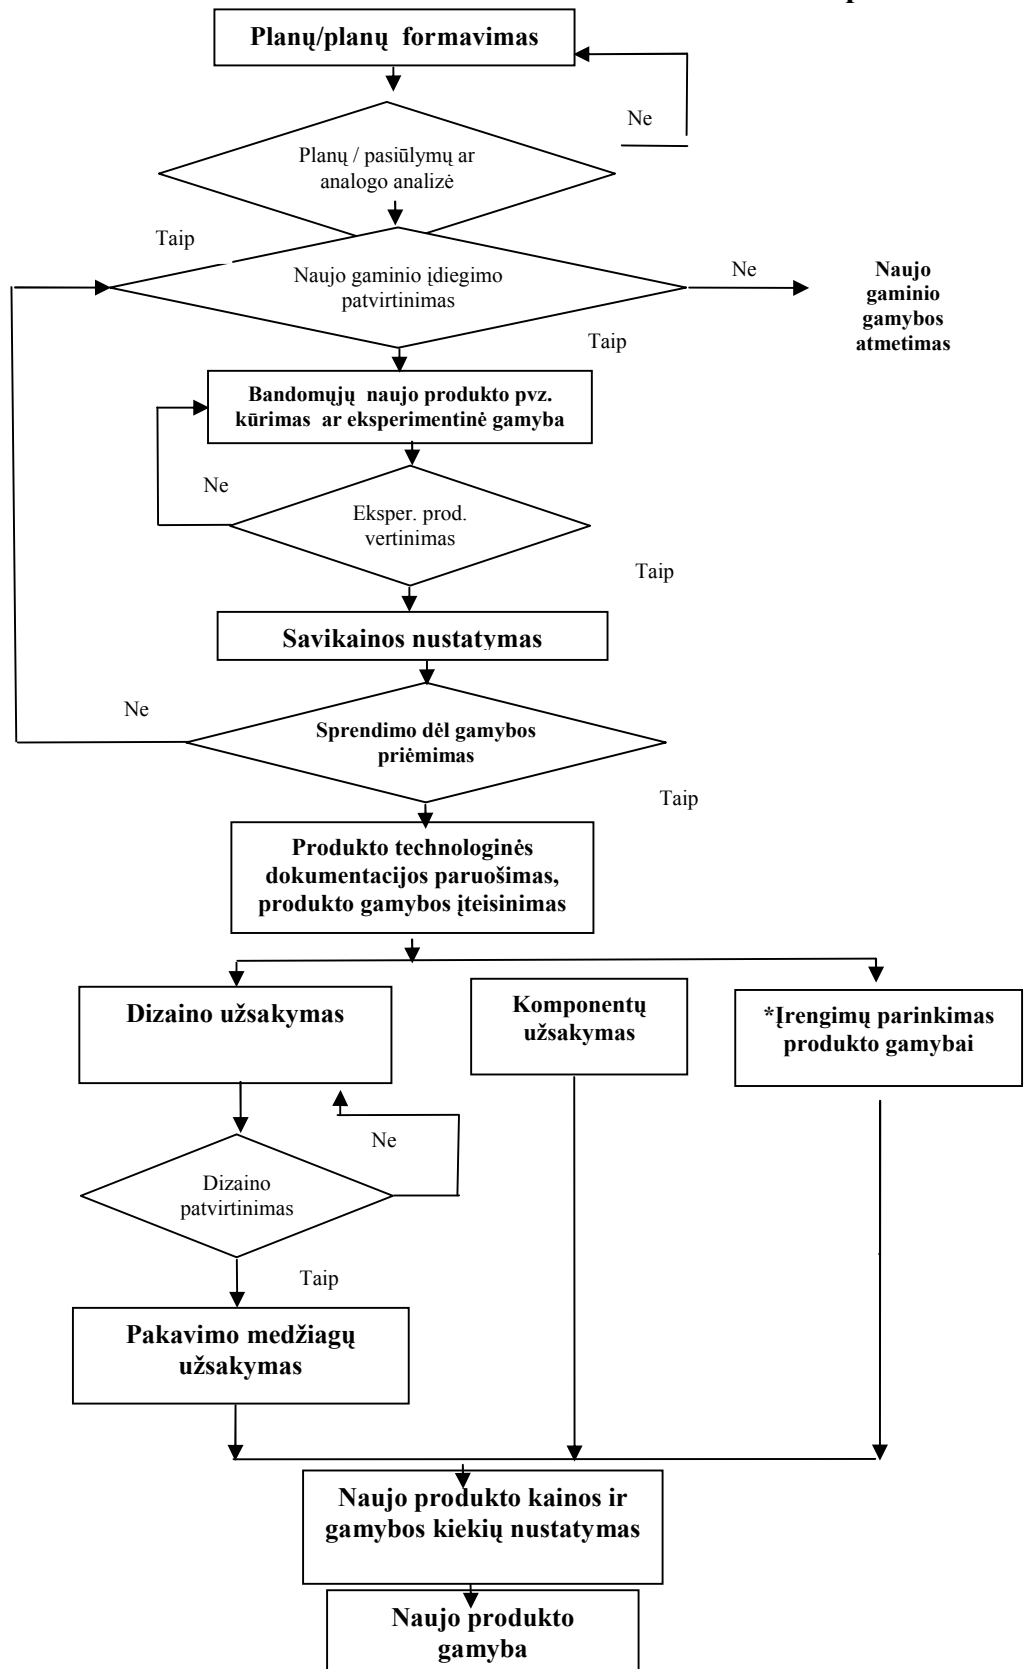 Planų/planų formavimas
Ne
Planų / pasiūlymų ar
analogo analizė
Taip
Naujo gaminio įdiegimo
patvirtinimas
Ne
Naujo
gaminio
gamybos
atmetimas
Taip
Bandomųjų naujo produkto pvz.
kūrimas ar eksperimentinė gamyba
Ne
Eksper. prod.
vertinimas
Taip
Savikainos nustatymas
Ne
Sprendimo dėl gamybos
priėmimas
Taip
Produkto technologinės
dokumentacijos paruošimas,
produkto gamybos įteisinimas
Dizaino užsakymas
Komponentų
užsakymas
*Įrengimų parinkimas
produkto gamybai
Ne
Dizaino
patvirtinimas
Taip
Pakavimo medžiagų
užsakymas
Naujo produkto kainos ir
gamybos kiekių nustatymas
Naujo produkto
gamyba